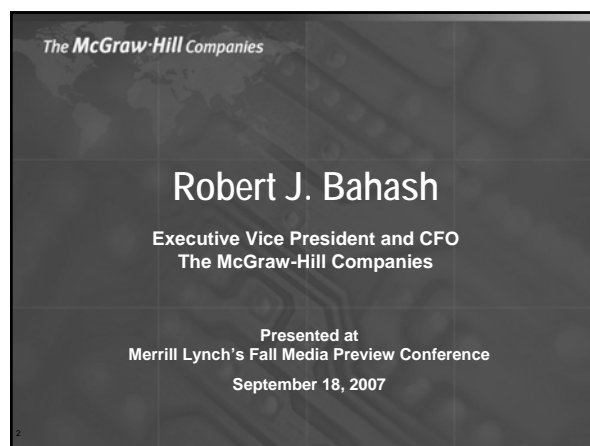 The McGraw·Hill Companies
Robert J. Bahash
Executive Vice President and CFO
The McGraw-Hill Companies
Presented at
Merrill Lynch's Fall Media Preview Conference
September 18, 2007
2